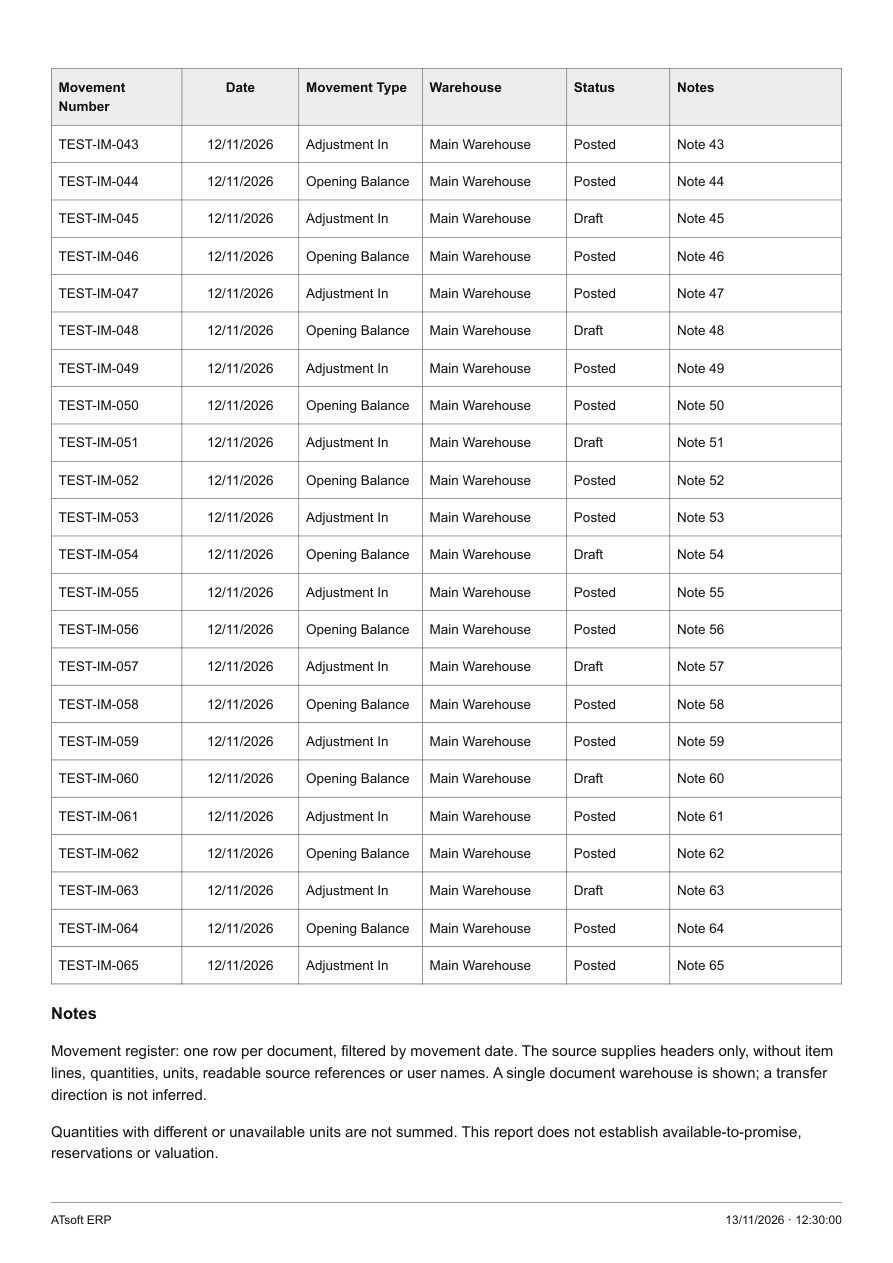 Movement Number Date Movement Type Warehouse Status Notes
TEST-IM-043 12/11/2026 Adjustment In Main Warehouse Posted Note 43
TEST-IM-044 12/11/2026 Opening Balance Main Warehouse Posted Note 44
TEST-IM-045 12/11/2026 Adjustment In Main Warehouse Draft Note 45
TEST-IM-046 12/11/2026 Opening Balance Main Warehouse Posted Note 46
TEST-IM-047 12/11/2026 Adjustment In Main Warehouse Posted Note 47
TEST-IM-048 12/11/2026 Opening Balance Main Warehouse Draft Note 48
TEST-IM-049 12/11/2026 Adjustment In Main Warehouse Posted Note 49
TEST-IM-050 12/11/2026 Opening Balance Main Warehouse Posted Note 50
TEST-IM-051 12/11/2026 Adjustment In Main Warehouse Draft Note 51
TEST-IM-052 12/11/2026 Opening Balance Main Warehouse Posted Note 52
TEST-IM-053 12/11/2026 Adjustment In Main Warehouse Posted Note 53
TEST-IM-054 12/11/2026 Opening Balance Main Warehouse Draft Note 54
TEST-IM-055 12/11/2026 Adjustment In Main Warehouse Posted Note 55
TEST-IM-056 12/11/2026 Opening Balance Main Warehouse Posted Note 56
TEST-IM-057 12/11/2026 Adjustment In Main Warehouse Draft Note 57
TEST-IM-058 12/11/2026 Opening Balance Main Warehouse Posted Note 58
TEST-IM-059 12/11/2026 Adjustment In Main Warehouse Posted Note 59
TEST-IM-060 12/11/2026 Opening Balance Main Warehouse Draft Note 60
TEST-IM-061 12/11/2026 Adjustment In Main Warehouse Posted Note 61
TEST-IM-062 12/11/2026 Opening Balance Main Warehouse Posted Note 62
TEST-IM-063 12/11/2026 Adjustment In Main Warehouse Draft Note 63
TEST-IM-064 12/11/2026 Opening Balance Main Warehouse Posted Note 64
TEST-IM-065 12/11/2026 Adjustment In Main Warehouse Posted Note 65
Notes
Movement register: one row per document, filtered by movement date. The source supplies headers only, without item
lines, quantities, units, readable source references or user names. A single document warehouse is shown; a transfer
direction is not inferred.
Quantities with different or unavailable units are not summed. This report does not establish available-to-promise,
reservations or valuation.
ATsoft ERP 13/11/2026 · 12:30:00